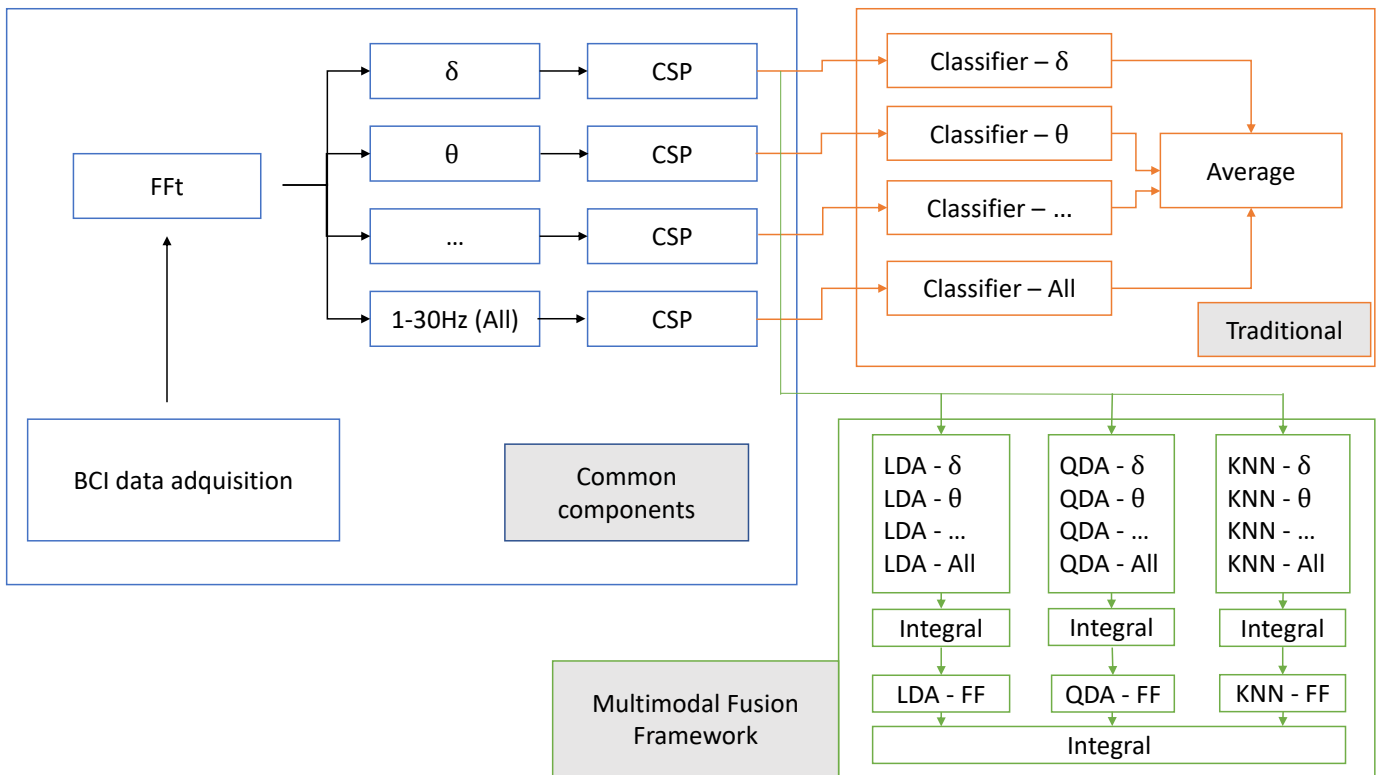 δ
CSP
Classifier – δ
θ
CSP
Classifier – θ
FFt
Average
...
CSP
Classifier – ...
1-30Hz (All)
CSP
Classifier – All
Traditional
BCI data adquisition
Common
components
LDA - δ
LDA - θ
LDA - ...
LDA - All
QDA - δ
QDA - θ
QDA - ...
QDA - All
KNN - δ
KNN - θ
KNN - ...
KNN - All
Integral
Integral
Integral
LDA - FF
QDA - FF
KNN - FF
Multimodal Fusion
Framework
Integral